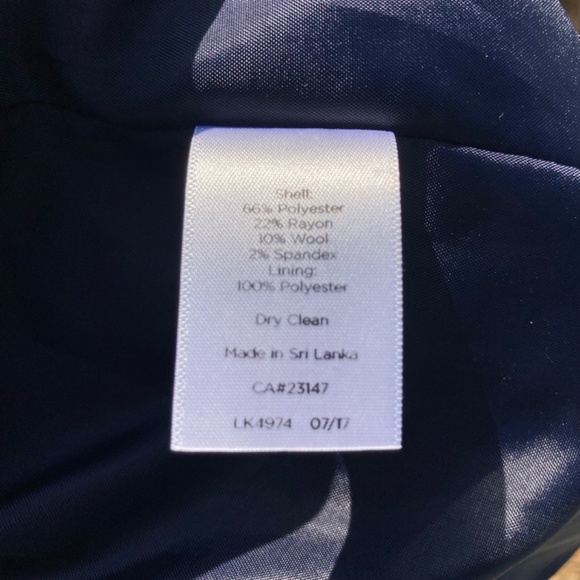 Shell:
66% Polyester
22% Rayon
10% Wool
2% Spandex
Lining:
100% Polyester
Dry Clean
Made in Sri Lanka
CA#23147
LK4974 07/17